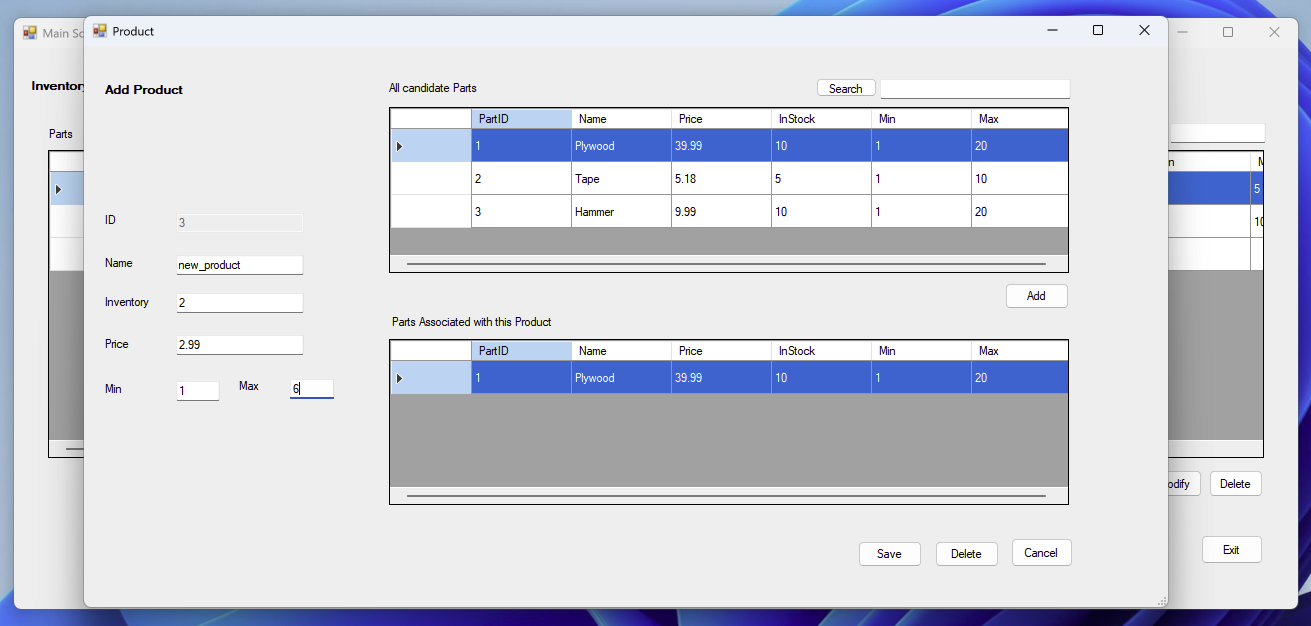 Main Sc
Product
Inventory
Add Product
All candidate Parts
Search
Parts
PartID Name Price InStock Min Max
1 Plywood 39.99 10 1 20
2 Tape 5.18 5 1 10
3 Hammer 9.99 10 1 20
5
10
ID 3
Name new_product
Inventory 2
Price 2.99
Min 1 Max 6
Add
Parts Associated with this Product
PartID Name Price InStock Min Max
1 Plywood 39.99 10 1 20
odify
Delete
Save
Delete
Cancel
Exit